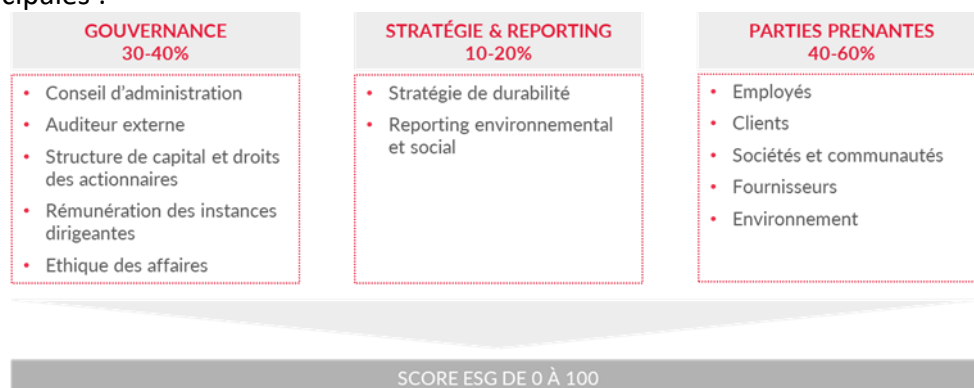 GOUVERNANCE
30-40%
• Conseil d'administration
• Auditeur externe
• Structure de capital et droits
des actionnaires
• Rémunération des instances
dirigeantes
• Ethique des affaires
STRATÉGIE & REPORTING
10-20%
• Stratégie de durabilité
• Reporting environnemental
et social
PARTIES PRENANTES
40-60%
• Employés
• Clients
• Sociétés et communautés
• Fournisseurs
• Environnement
SCORE ESG DE 0 À 100